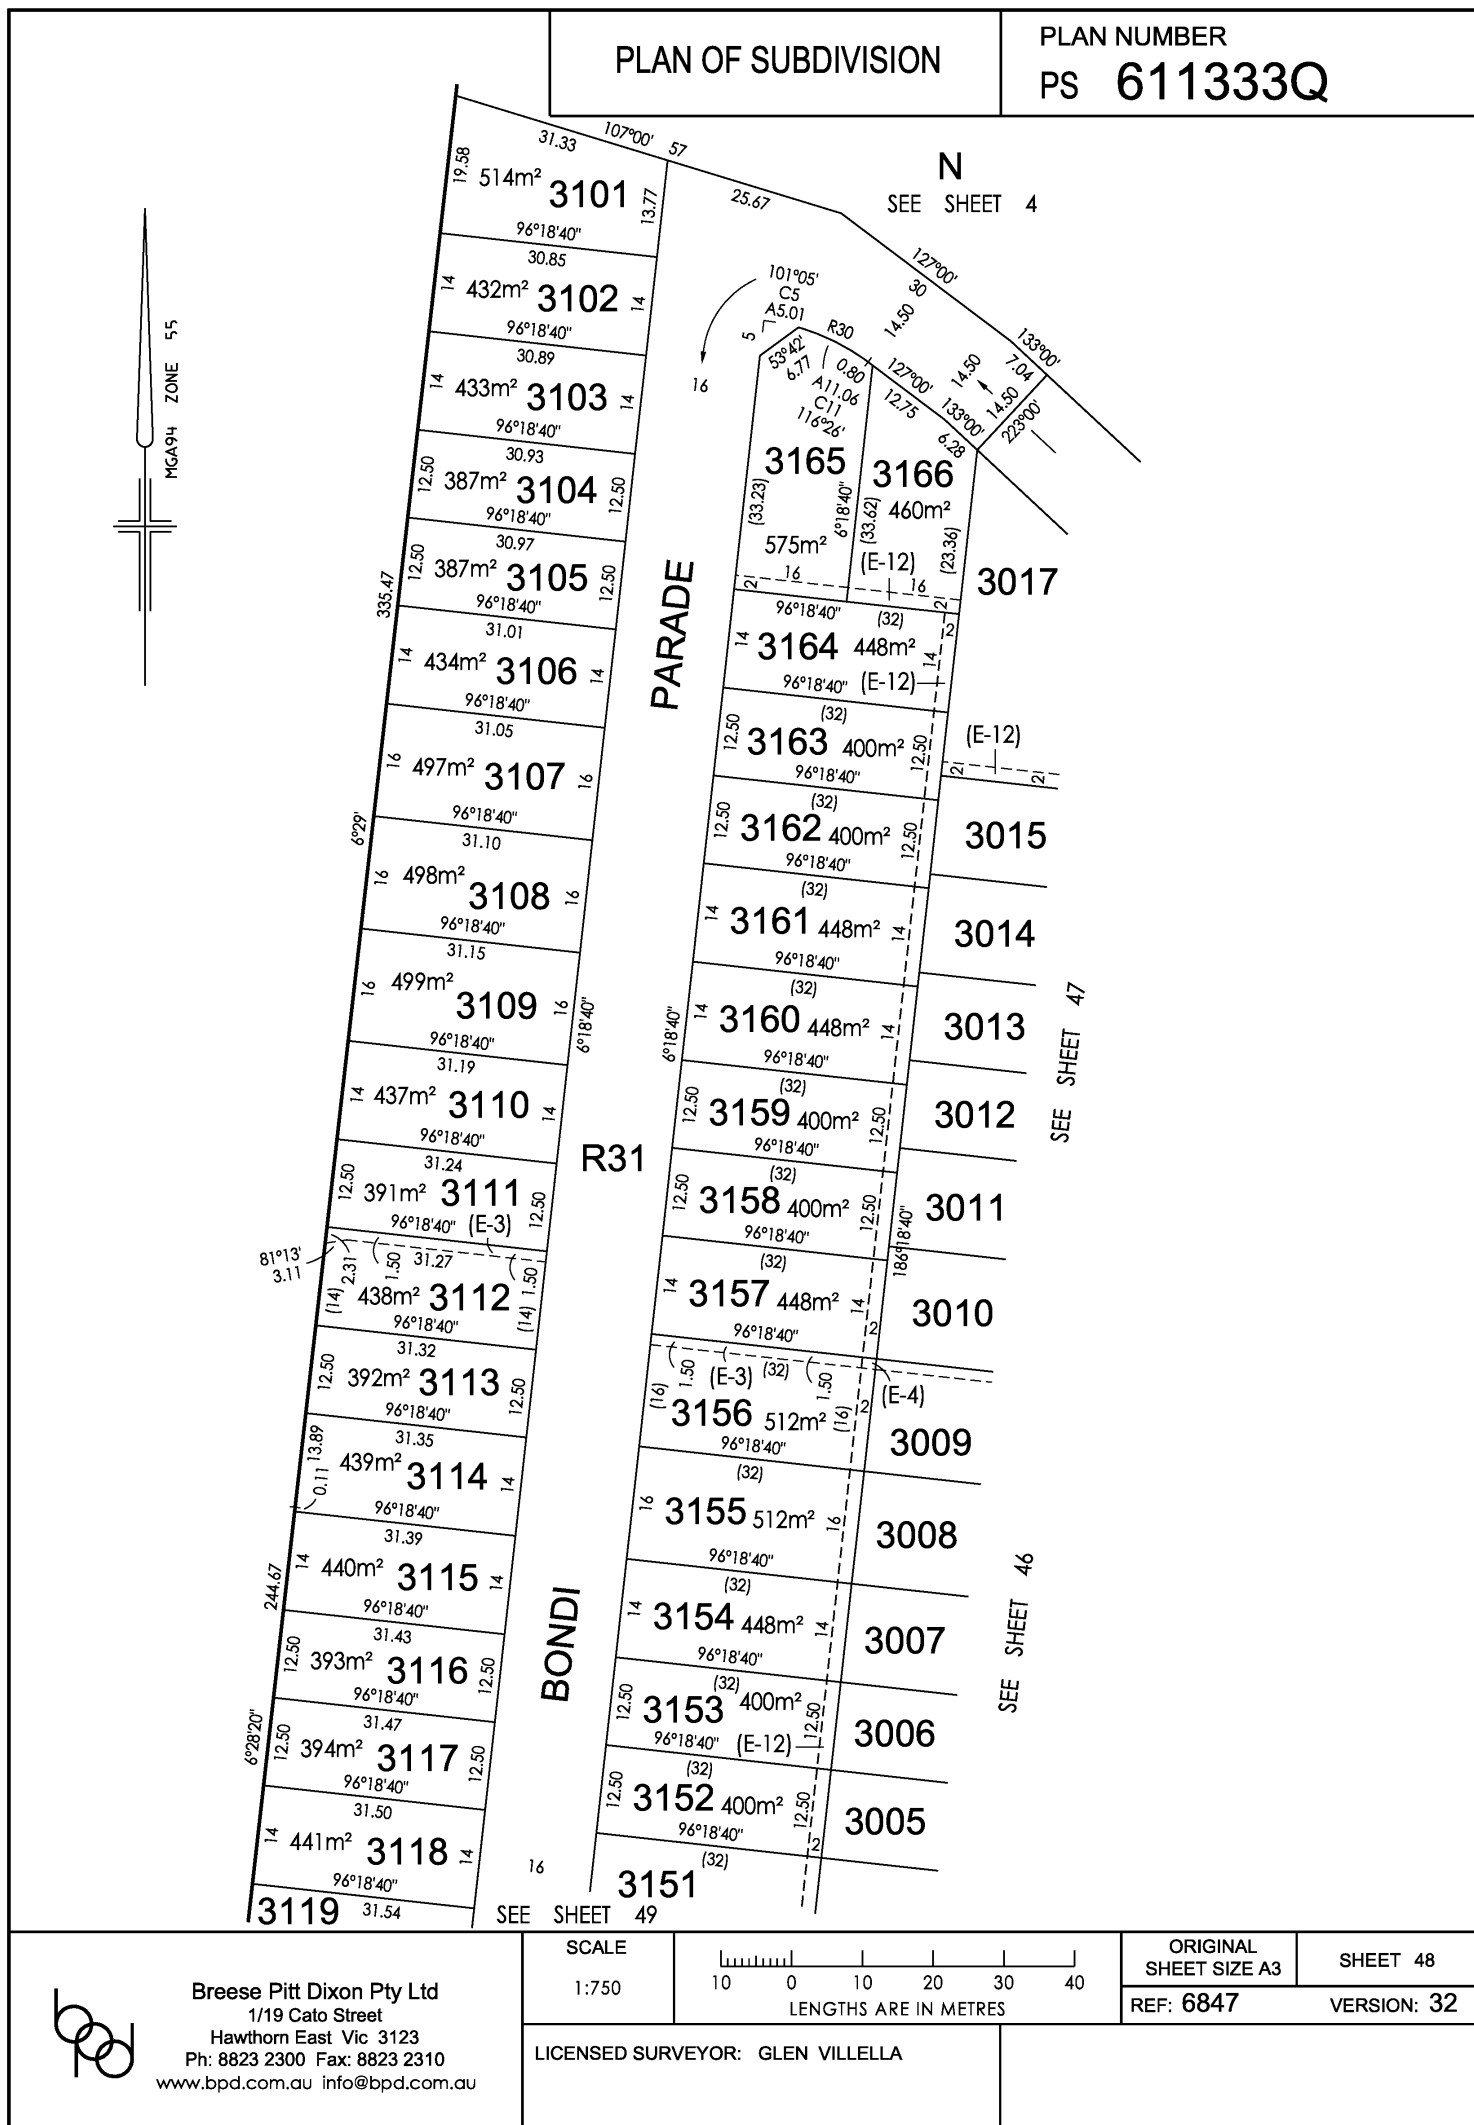 PLAN OF SUBDIVISION
PLAN NUMBER
PS 611333Q
MGA94 ZONE 55
N
SEE SHEET 4
107°00' 57
31.33
19.58 514m² 3101 13.77
96°18'40"
25.67
30.85
14 432m² 3102 14
96°18'40"
30.89
14 433m² 3103 14
96°18'40"
30.93
12.50 387m² 3104 12.50
96°18'40"
30.97
12.50 387m² 3105 12.50
96°18'40"
335.47
31.01
14 434m² 3106 14
96°18'40"
31.05
16 497m² 3107 16
96°18'40"
6°29'
31.10
16 498m² 3108 16
96°18'40"
31.15
16 499m² 3109 16
96°18'40"
6°18'40"
31.19
14 437m² 3110 14
96°18'40"
31.24
12.50 391m² 3111 12.50
96°18'40" (E-3)
81°13'
3.11
2.31 1.50 31.27 1.50
(14) 438m² 3112 (14)
96°18'40"
31.32
12.50 392m² 3113 12.50
96°18'40"
31.35
13.89 439m² 3114 14
0.11
96°18'40"
31.39
14 440m² 3115 14
96°18'40"
244.67
31.43
12.50 393m² 3116 12.50
96°18'40"
31.47
12.50 394m² 3117 12.50
96°18'40"
6°28'20"
31.50
14 441m² 3118 14
96°18'40"
3119 31.54
PARADE
R31
BONDI
16
16
SEE SHEET 49
101°05'
C5
A5.01
5
R30
53°42'
6.77
0.80
A11.06
C11
116°26'
127°00'
30
14.50
127°00'
12.75
133°00'
7.04
14.50
14.50
223°00'
133°00'
6.28
3165
(33.23) 6°18'40"
575m²
2 16
3166
(33.62) 460m² (23.36)
(E-12)
16 2
3017
96°18'40" (32) 2
14 3164 448m² 14
96°18'40" (E-12)
(32)
12.50 3163 400m² 12.50
96°18'40"
(E-12)
2 2
(32)
12.50 3162 400m² 12.50
96°18'40"
3015
(32)
14 3161 448m² 14
96°18'40"
3014
(32)
14 3160 448m² 14
96°18'40"
6°18'40"
3013
SEE SHEET 47
(32)
12.50 3159 400m² 12.50
96°18'40"
3012
(32)
12.50 3158 400m² 12.50
96°18'40"
186°18'40"
3011
(32)
14 3157 448m² 14
96°18'40" 2
3010
1.50 (E-3) (32) 1.50
(E-4)
(16) 3156 512m² (16) 2
96°18'40"
3009
(32)
16 3155 512m² 16
96°18'40"
3008
SEE SHEET 46
(32)
14 3154 448m² 14
96°18'40"
3007
(32)
12.50 3153 400m² 12.50
96°18'40" (E-12)
3006
(32)
12.50 3152 400m² 12.50
96°18'40" 2
3005
3151 (32)
bpd
Breese Pitt Dixon Pty Ltd
1/19 Cato Street
Hawthorn East Vic 3123
Ph: 8823 2300 Fax: 8823 2310
www.bpd.com.au info@bpd.com.au
SCALE
1:750
10 0 10 20 30 40
LENGTHS ARE IN METRES
ORIGINAL
SHEET SIZE A3
SHEET 48
REF: 6847
VERSION: 32
LICENSED SURVEYOR: GLEN VILLELLA